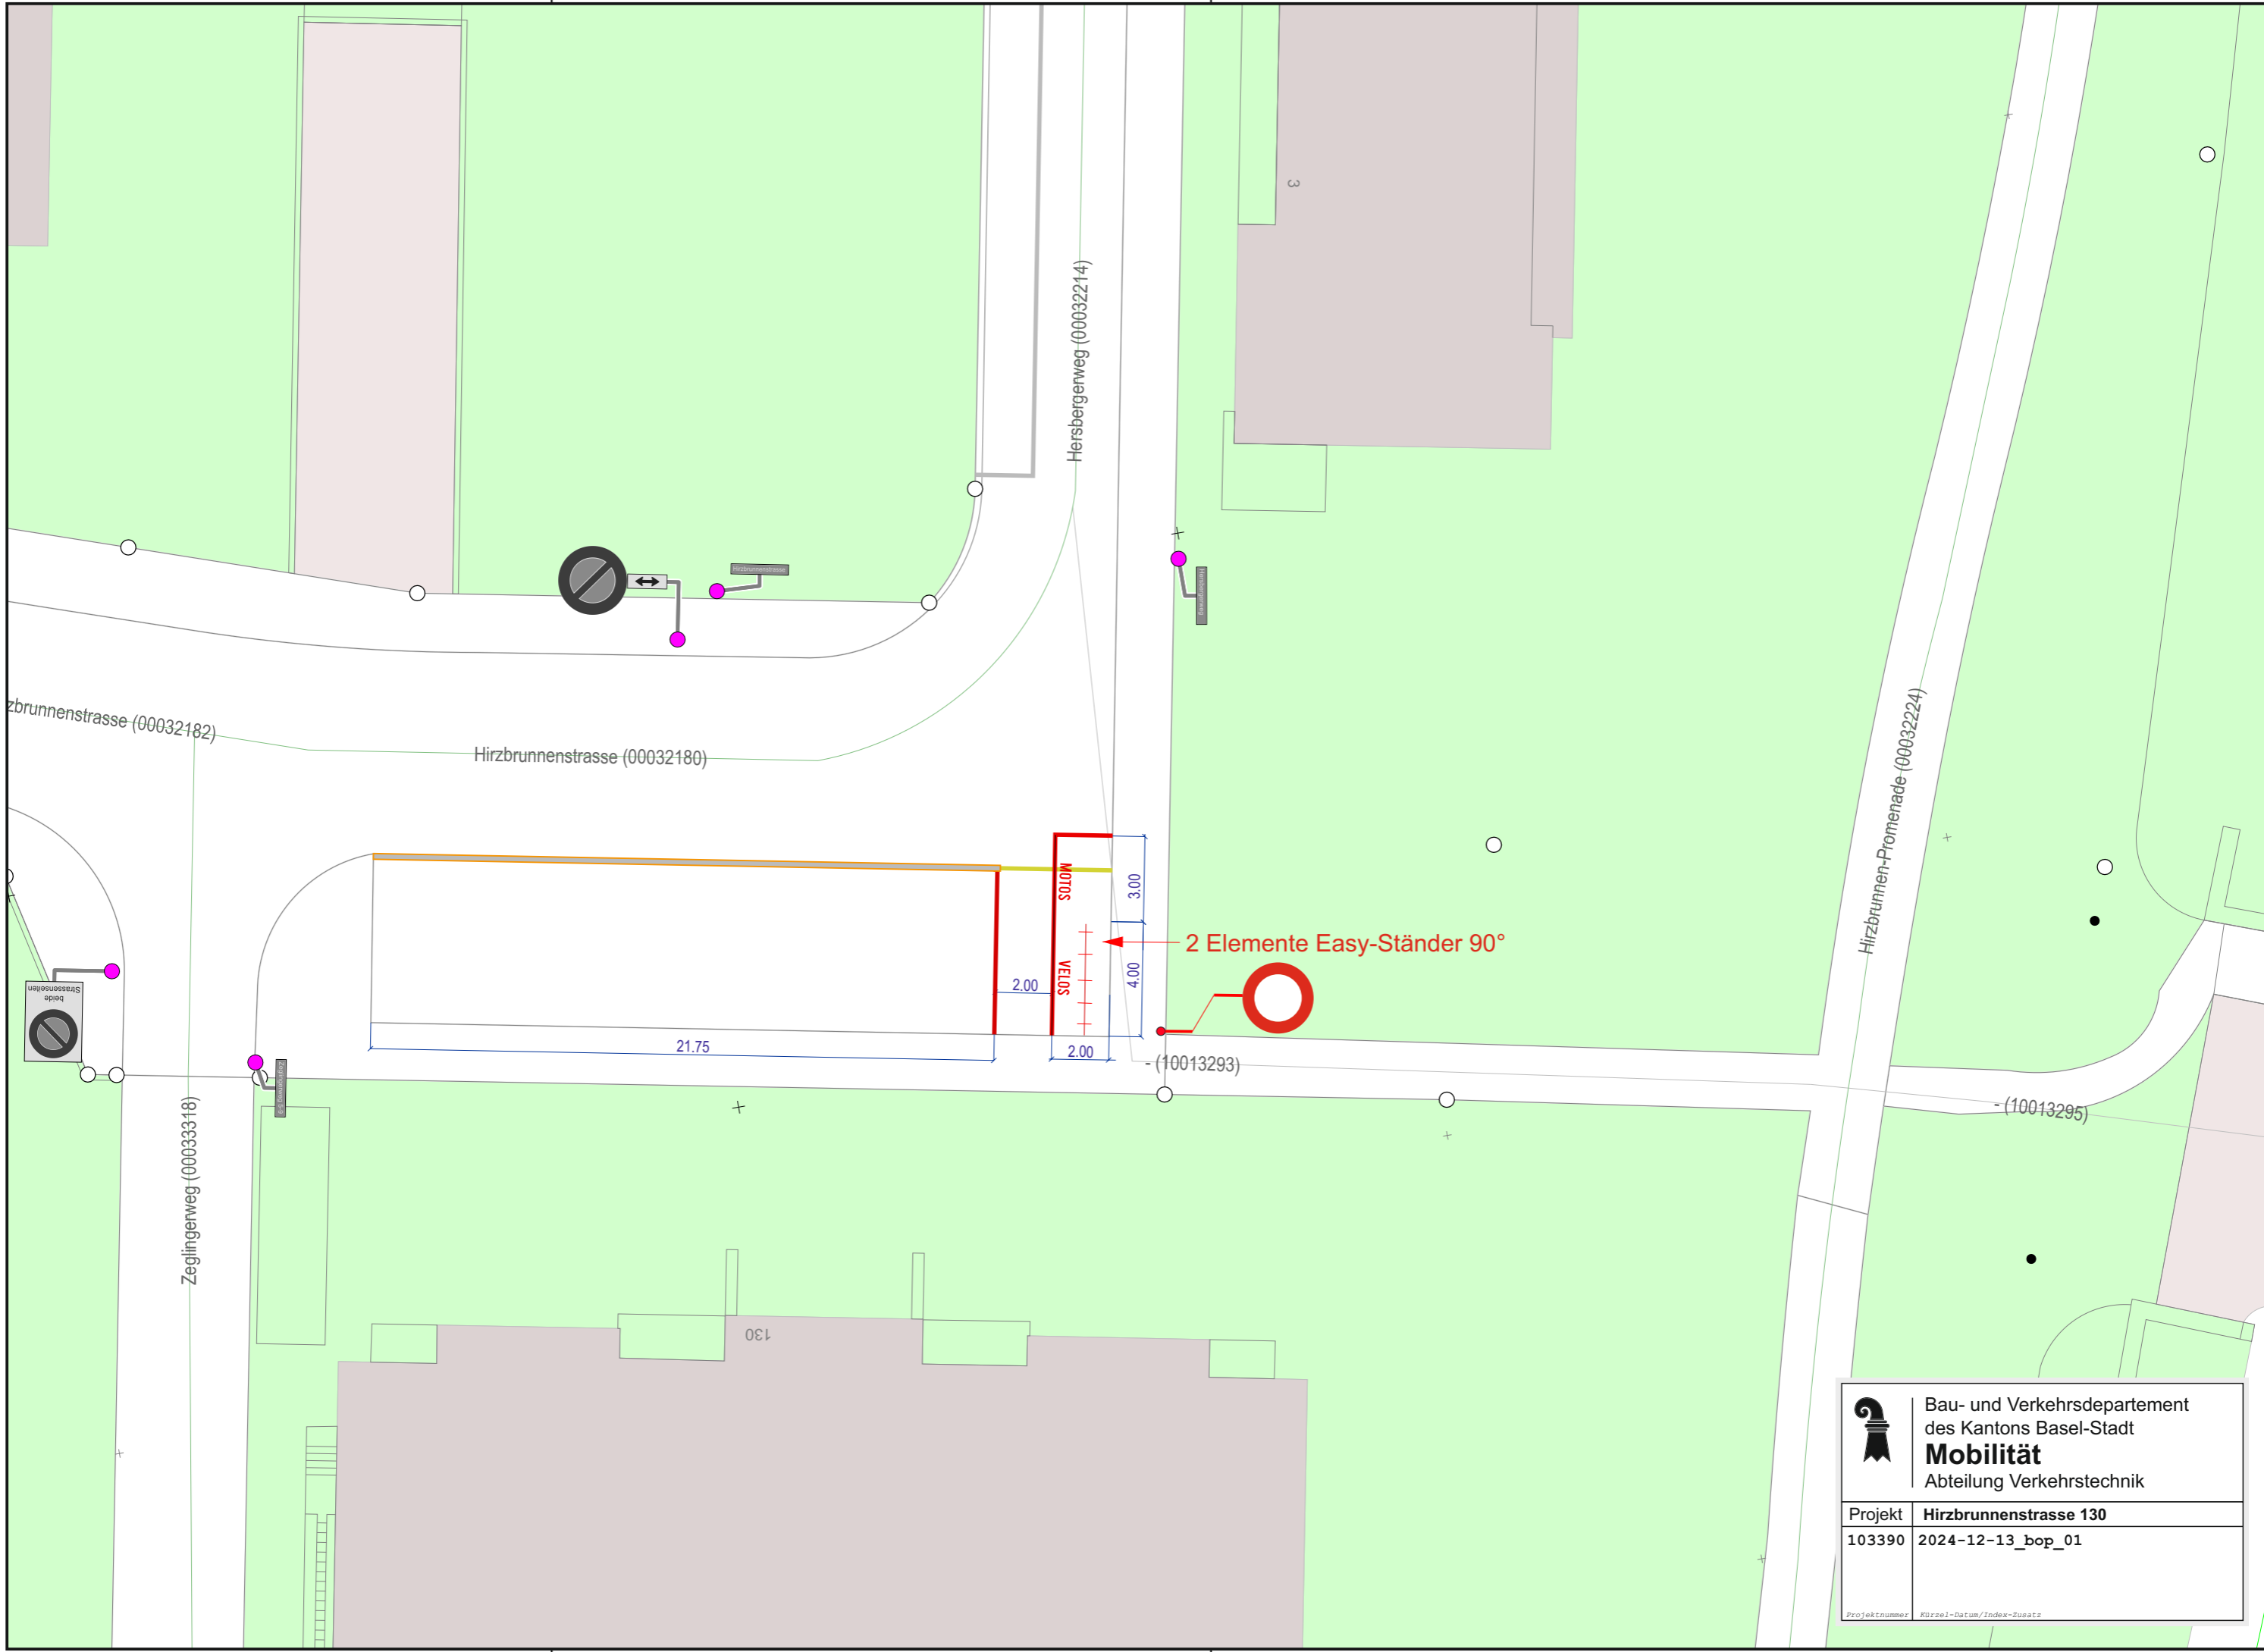 3
Hersbergerweg (00032214)
Hirzbrunnenstrasse
Hersbergerweg
zbrunnenstrasse (00032182)
Hirzbrunnenstrasse (00032180)
Hirzbrunnen-Promenade (00032224)
MOTOS
3.00
2 Elemente Easy-Ständer 90°
VELOS
4.00
2.00
beide
Strassenseiten
21.75
2.00
- (10013293)
- (10013295)
Zeglingerweg (00033318)
130
Bau- und Verkehrsdepartement
des Kantons Basel-Stadt
Mobilität
Abteilung Verkehrstechnik
Projekt Hirzbrunnenstrasse 130
103390 2024-12-13_bop_01
Projektnummer Kürzel-Datum/Index-Zusatz